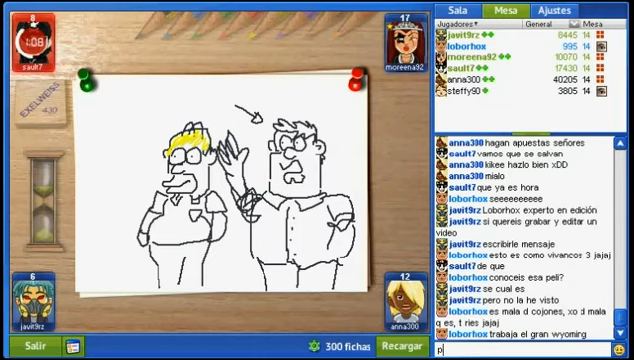 8
1:08
sault7
17
moreena92
EXELWEISS
6
javit9rz
12
anna300
Salir
300 fichas
Recargar
Sala Mesa Ajustes
Jugadores General Mesa
javit9rz 8445 14
loborhox 995 14
moreena92 10070 14
sault7 17430 14
anna300 40205 14
steffy90 3805 14
anna300 hagan apuestas señores
sault7 vamos que se salvan
anna300 kikee hazlo bien xDD
anna300 mialo
sault7 que ya es hora
loborhox seeeeeeeeee
javit9rz Loborhox experto en edición
javit9rz si quereis grabar y editar un
video
javit9rz escribirle mensaje
loborhox esto es como vivancos 3 jajaj
sault7 de que
loborhox conoceis esa peli?
javit9rz se cual es
javit9rz pero no la he visto
loborhox es mala d cojones, xo d mala
q es, t ries jajaj
loborhox trabaja el gran wyoming
p